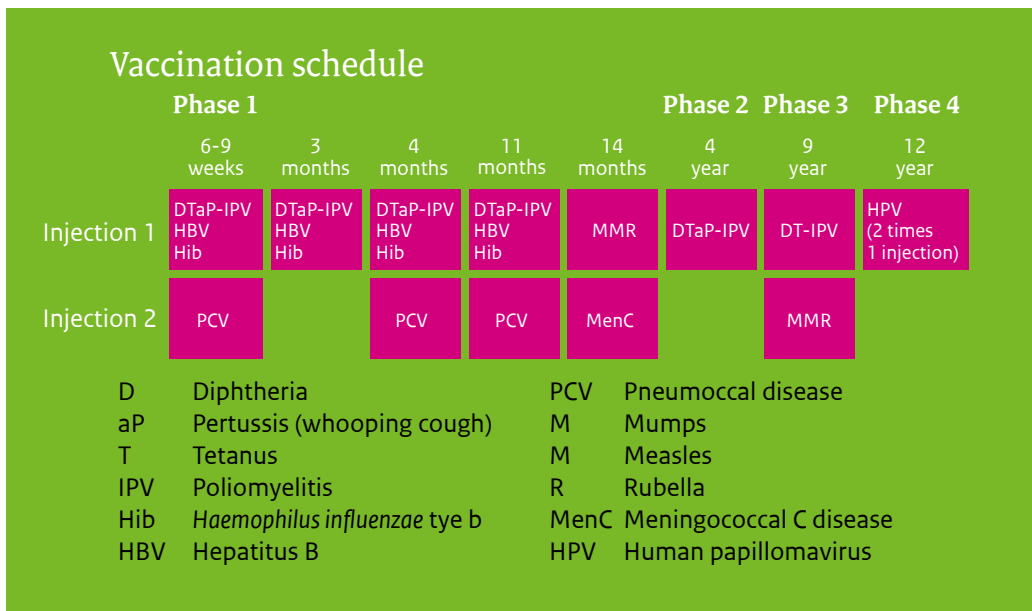 Vaccination schedule
Phase 1 Phase 2 Phase 3 Phase 4
6-9 weeks 3 months 4 months 11 months 14 months 4 year 9 year 12 year
Injection 1
DTaP-IPV
HBV
Hib
DTaP-IPV
HBV
Hib
DTaP-IPV
HBV
Hib
DTaP-IPV
HBV
Hib
MMR
DTaP-IPV
DT-IPV
HPV
(2 times
1 injection)
Injection 2
PCV
PCV
PCV
MenC
MMR
D Diphtheria
aP Pertussis (whooping cough)
T Tetanus
IPV Poliomyelitis
Hib Haemophilus influenzae tye b
HBV Hepatitus B
PCV Pneumoccal disease
M Mumps
M Measles
R Rubella
MenC Meningococcal C disease
HPV Human papillomavirus